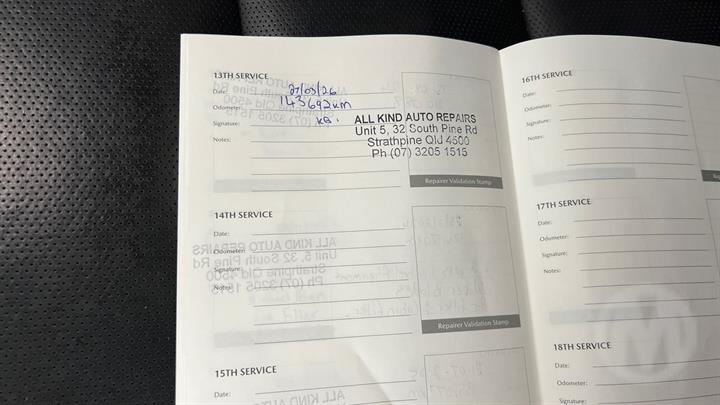 13TH SERVICE
Date: 27/03/26
Odometer: 143692km
Signature:
Notes:
ALL KIND AUTO REPAIRS
Unit 5, 32 South Pine Rd
Strathpine Qld 4500
Ph (07) 3205 1515
Repairer Validation Stamp
14TH SERVICE
Date:
Odometer:
Signature:
Notes:
Repairer Validation Stamp
15TH SERVICE
Date:
16TH SERVICE
Date:
Odometer:
Signature:
Notes:
17TH SERVICE
Date:
Odometer:
Signature:
Notes:
18TH SERVICE
Date:
Odometer:
Signature:
M